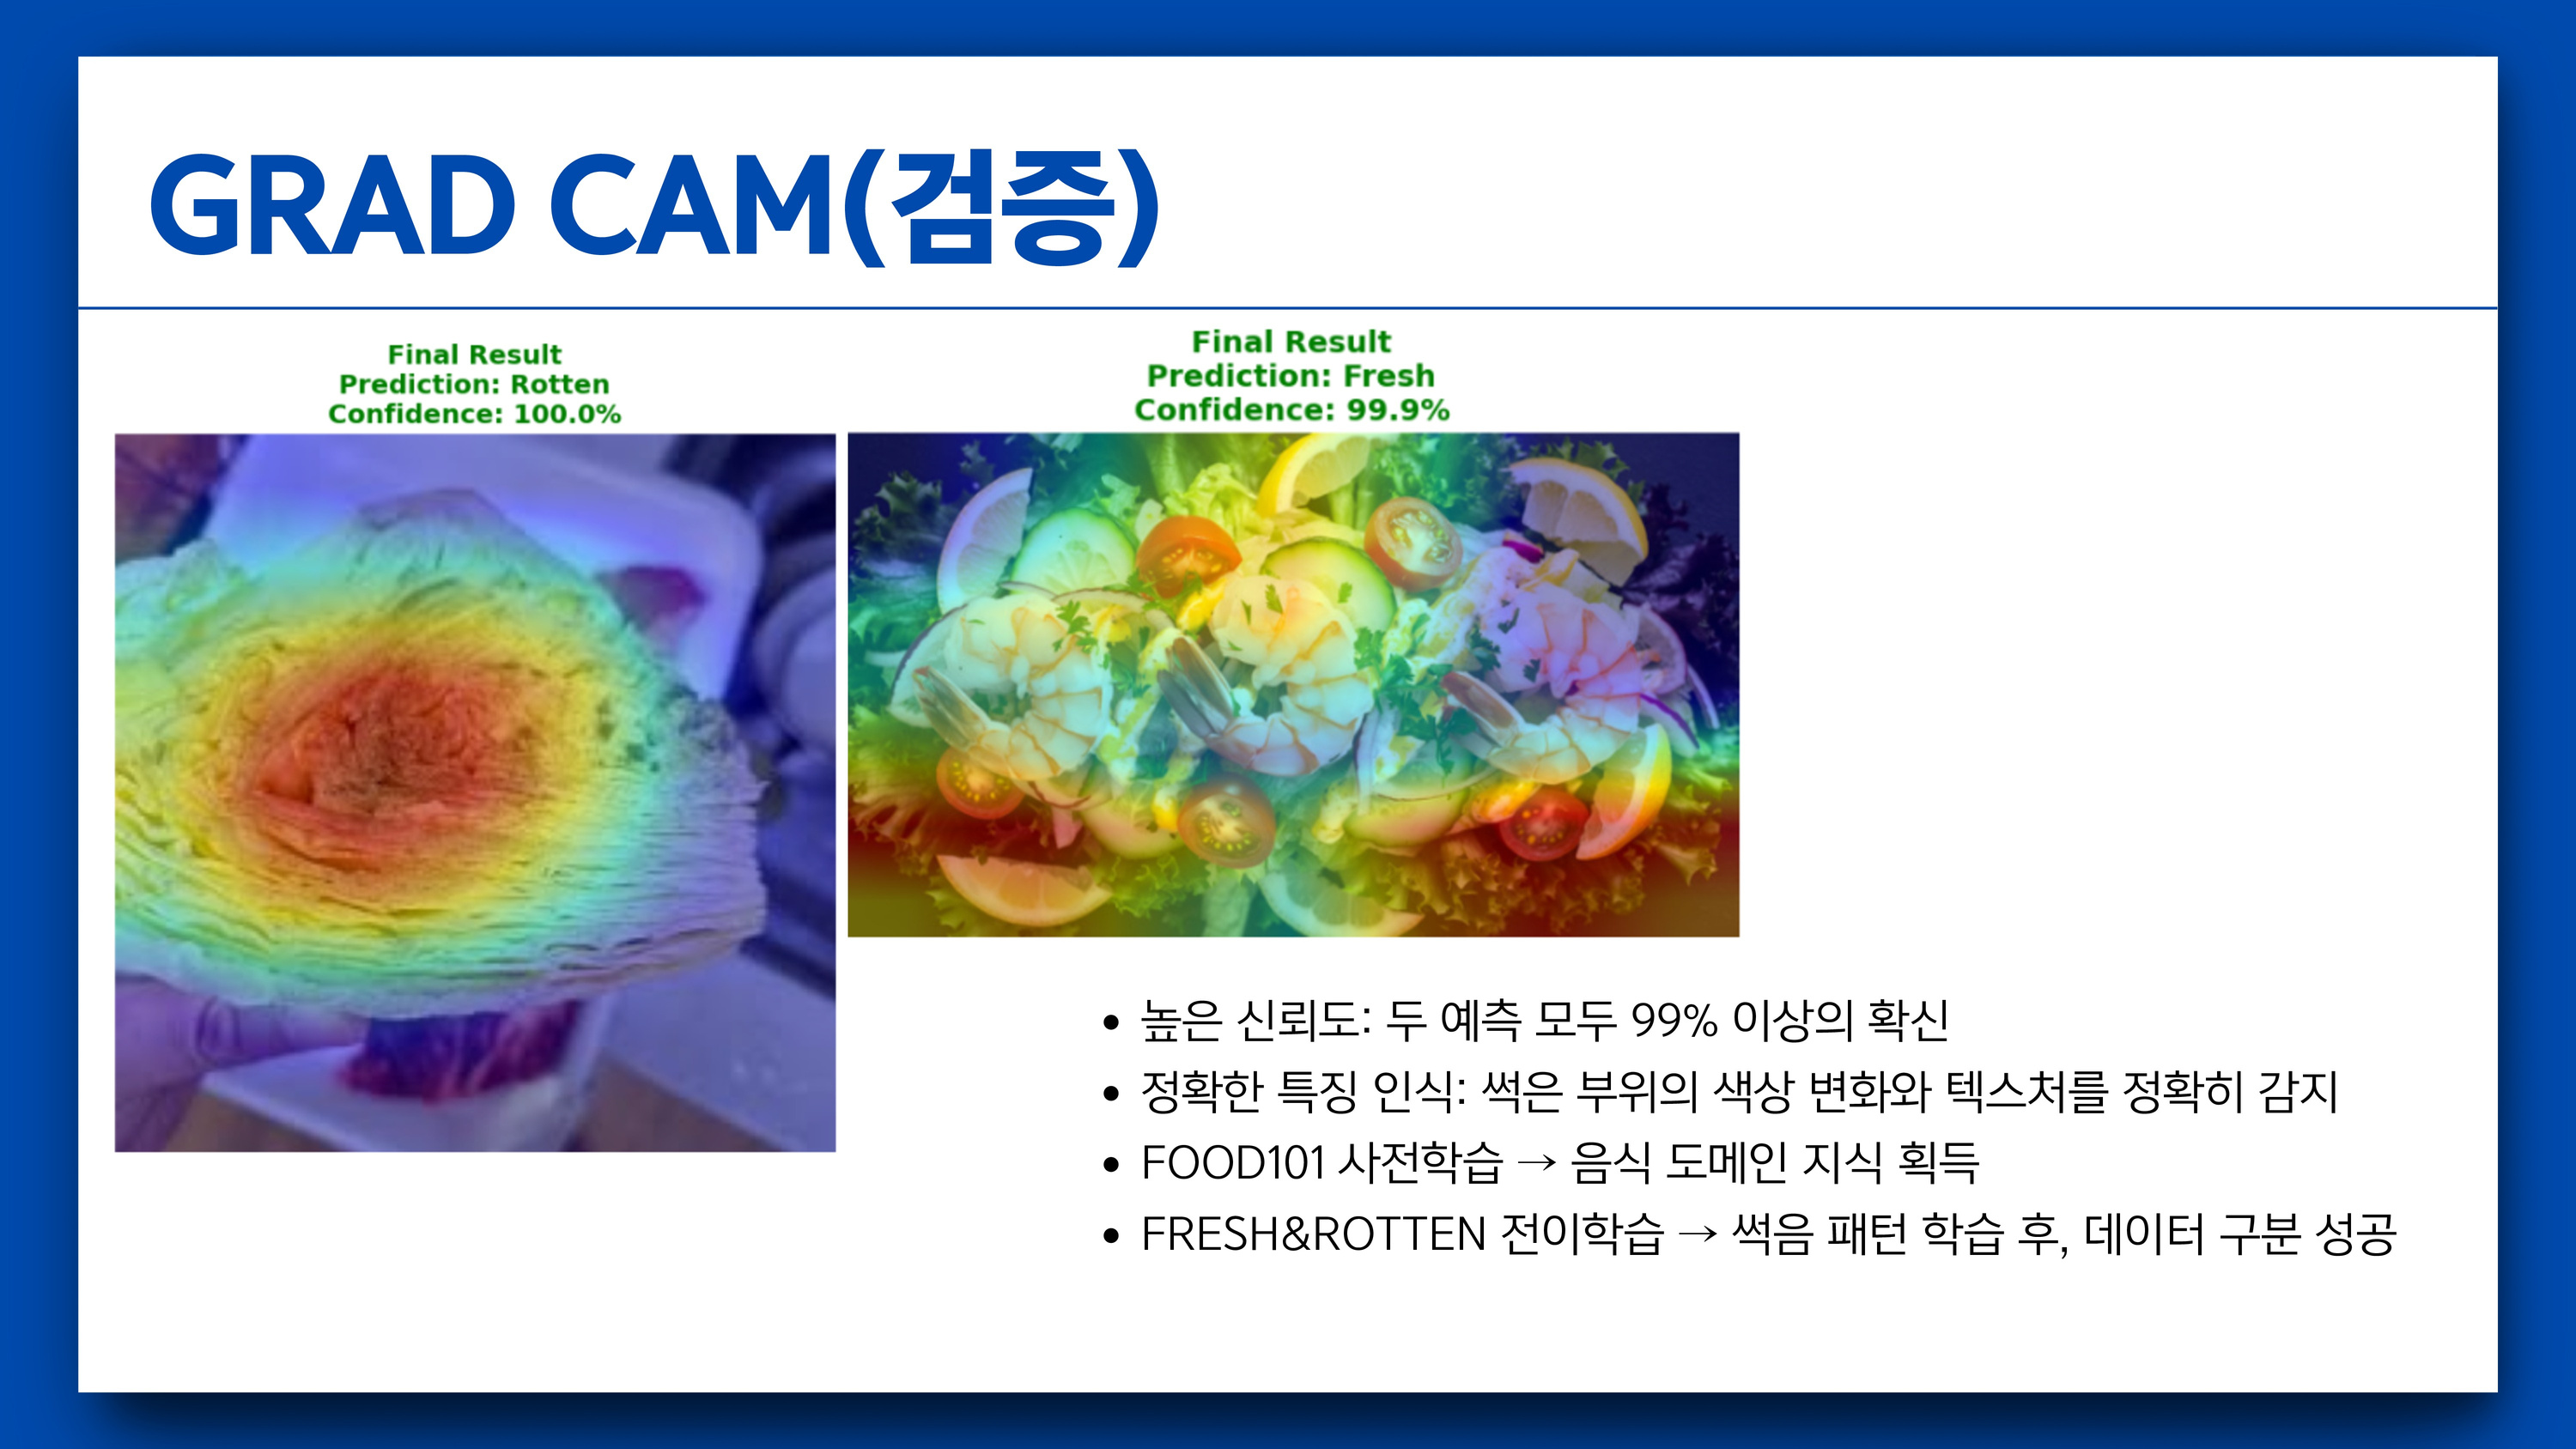 GRAD CAM(검증)
Final Result
Prediction: Rotten
Confidence: 100.0%
Final Result
Prediction: Fresh
Confidence: 99.9%
• 높은 신뢰도: 두 예측 모두 99% 이상의 확신
• 정확한 특징 인식: 썩은 부위의 색상 변화와 텍스처를 정확히 감지
• FOOD101 사전학습 → 음식 도메인 지식 획득
• FRESH&ROTTEN 전이학습 → 썩음 패턴 학습 후, 데이터 구분 성공